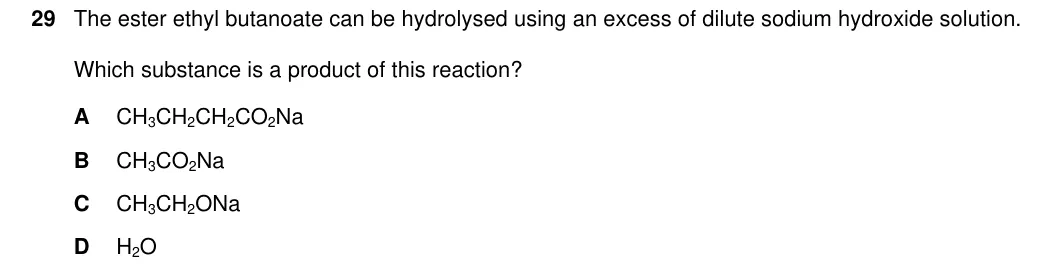 29 The ester ethyl butanoate can be hydrolysed using an excess of dilute sodium hydroxide solution.
Which substance is a product of this reaction?
A CH₃CH₂CH₂CO₂Na
B CH₃CO₂Na
C CH₃CH₂ONa
D H₂O